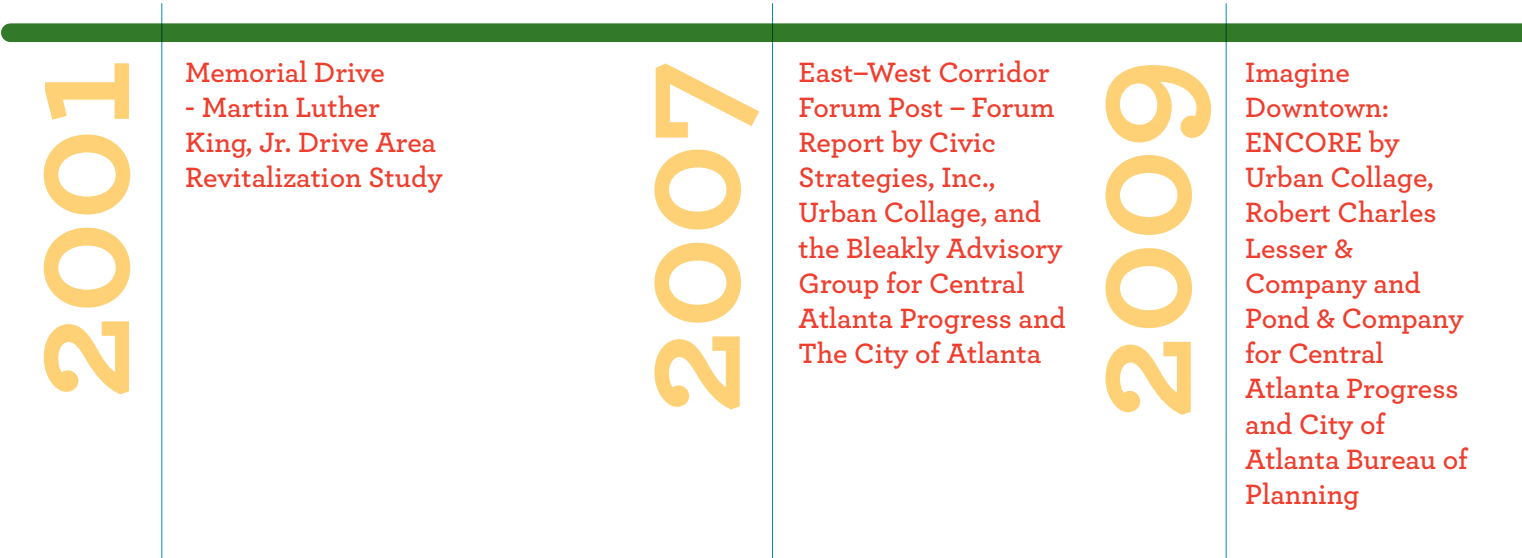 2001
Memorial Drive
- Martin Luther
King, Jr. Drive Area
Revitalization Study
2007
East–West Corridor
Forum Post – Forum
Report by Civic
Strategies, Inc.,
Urban Collage, and
the Bleakly Advisory
Group for Central
Atlanta Progress and
The City of Atlanta
2009
Imagine
Downtown:
ENCORE by
Urban Collage,
Robert Charles
Lesser &
Company and
Pond & Company
for Central
Atlanta Progress
and City of
Atlanta Bureau of
Planning